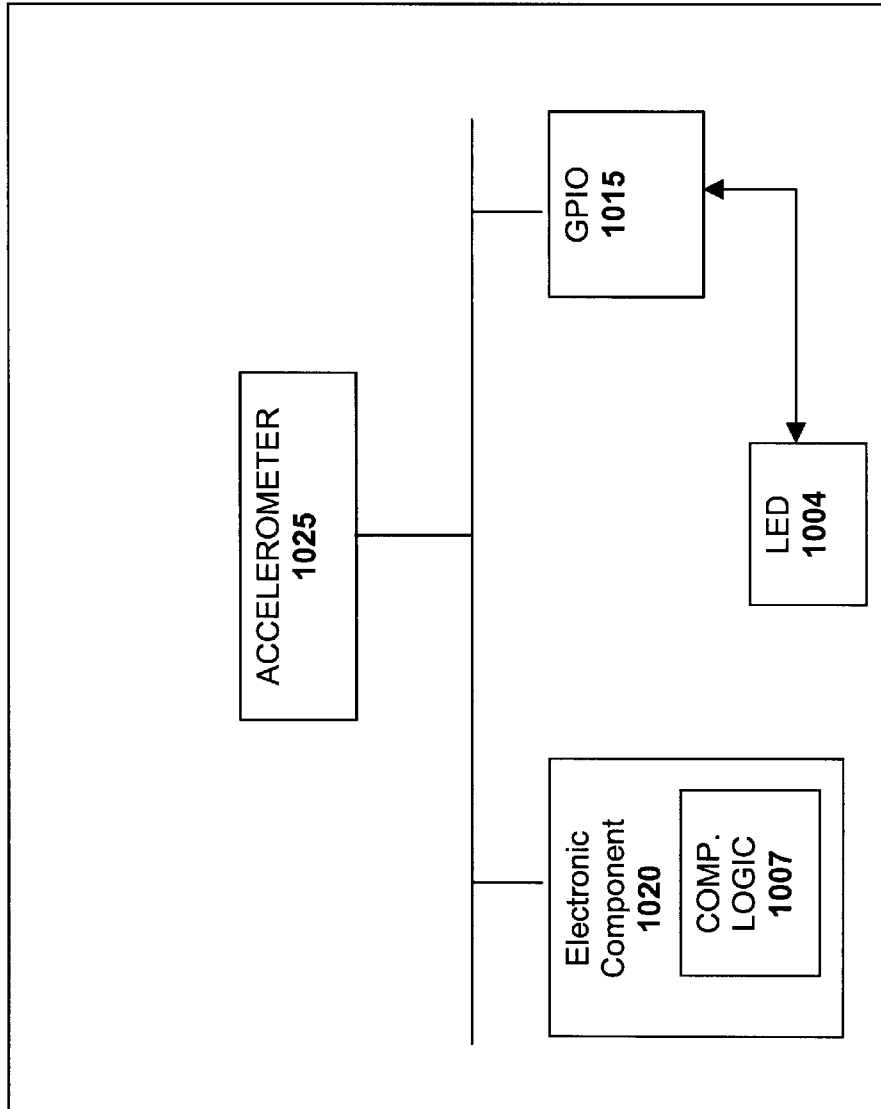 ACCELEROMETER
1025
Electronic
Component
1020
COMP.
LOGIC
1007
GPIO
1015
LED
1004